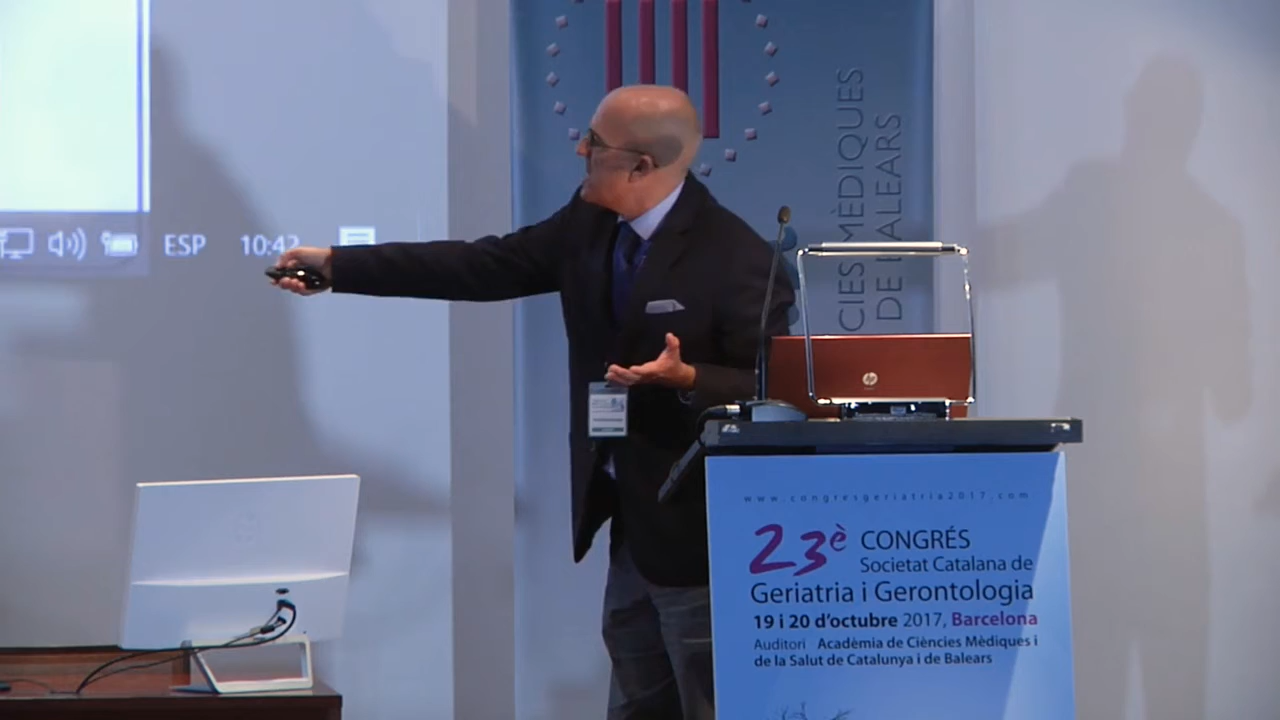 ESP 10:42
CIES MÈDIQUES
DE BALEARS
hp
www.congresgeriatria2017.com
23è CONGRÉS
Societat Catalana de
Geriatria i Gerontologia
19 i 20 d'octubre 2017, Barcelona
Auditori Acadèmia de Ciències Mèdiques i
de la Salut de Catalunya i de Balears